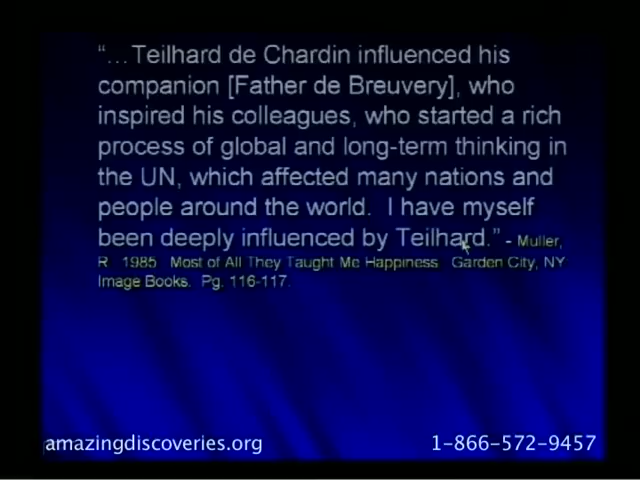 “...Teilhard de Chardin influenced his
companion [Father de Breuvery], who
inspired his colleagues, who started a rich
process of global and long-term thinking in
the UN, which affected many nations and
people around the world.  I have myself
been deeply influenced by Teilhard.” - Muller,
R  1985  Most of All They Taught Me Happiness  Garden City, NY
Image Books.  Pg. 116-117.
amazingdiscoveries.org 1-866-572-9457